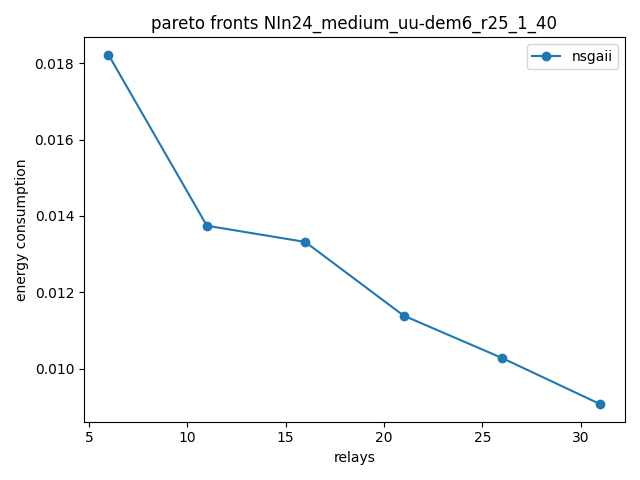 pareto fronts NIn24_medium_uu-dem6_r25_1_40
nsgaii
energy consumption
0.018
0.016
0.014
0.012
0.010
5 10 15 20 25 30
relays